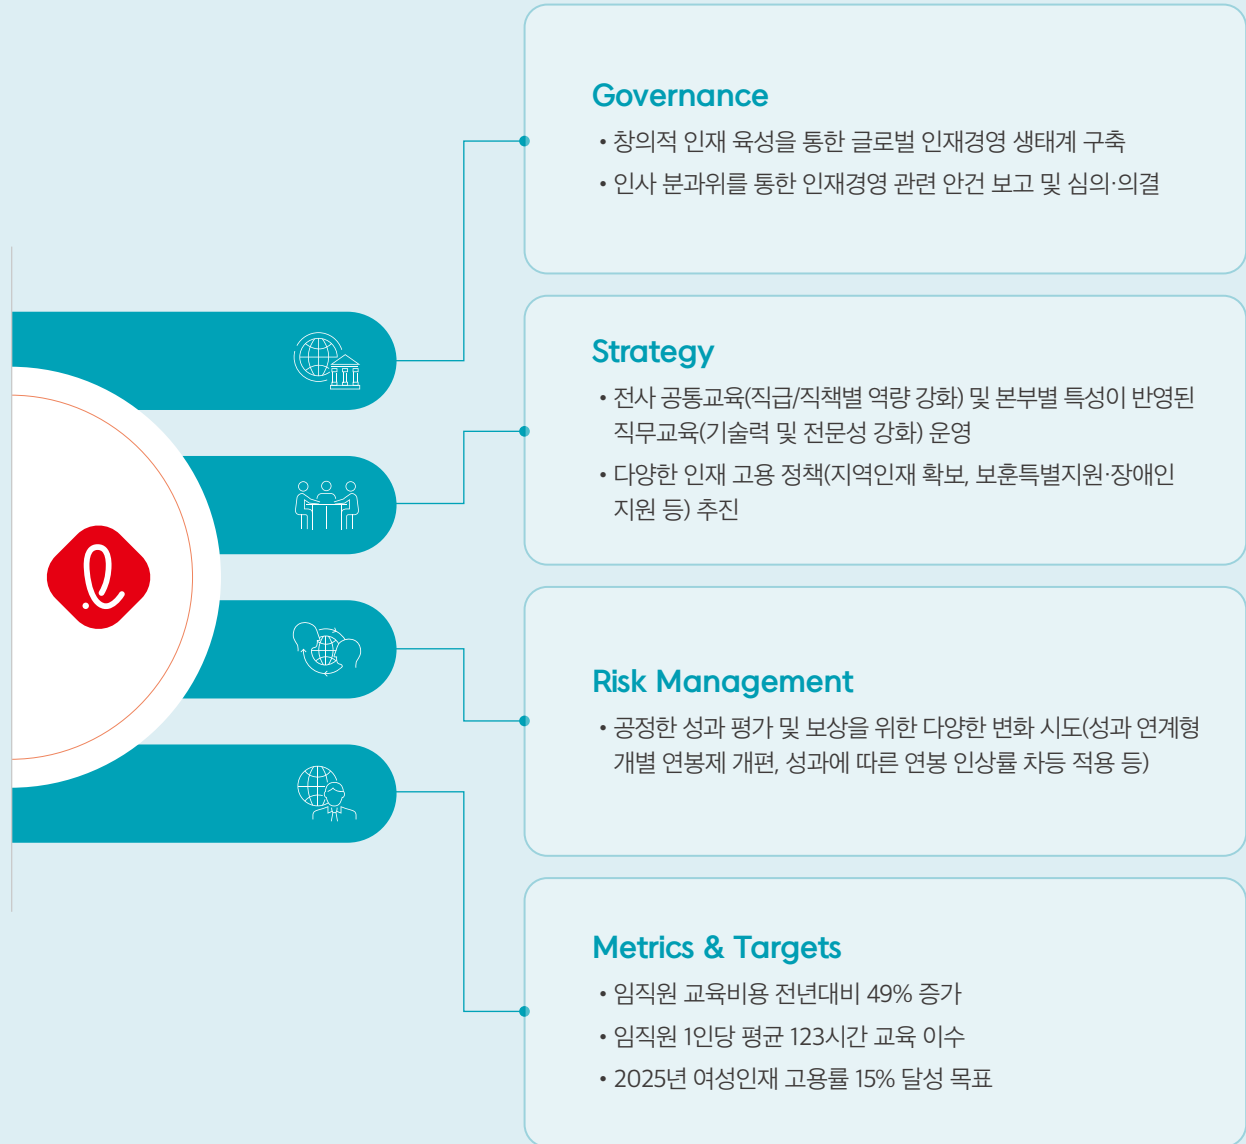 Governance
• 창의적 인재 육성을 통한 글로벌 인재경영 생태계 구축
• 인사 분과위를 통한 인재경영 관련 안건 보고 및 심의·의결
Strategy
• 전사 공통교육(직급/직책별 역량 강화) 및 본부별 특성이 반영된
직무교육(기술력 및 전문성 강화) 운영
• 다양한 인재 고용 정책(지역인재 확보, 보훈특별지원·장애인
지원 등) 추진
Risk Management
• 공정한 성과 평가 및 보상을 위한 다양한 변화 시도(성과 연계형
개별 연봉제 개편, 성과에 따른 연봉 인상률 차등 적용 등)
Metrics & Targets
• 임직원 교육비용 전년대비 49% 증가
• 임직원 1인당 평균 123시간 교육 이수
• 2025년 여성인재 고용률 15% 달성 목표